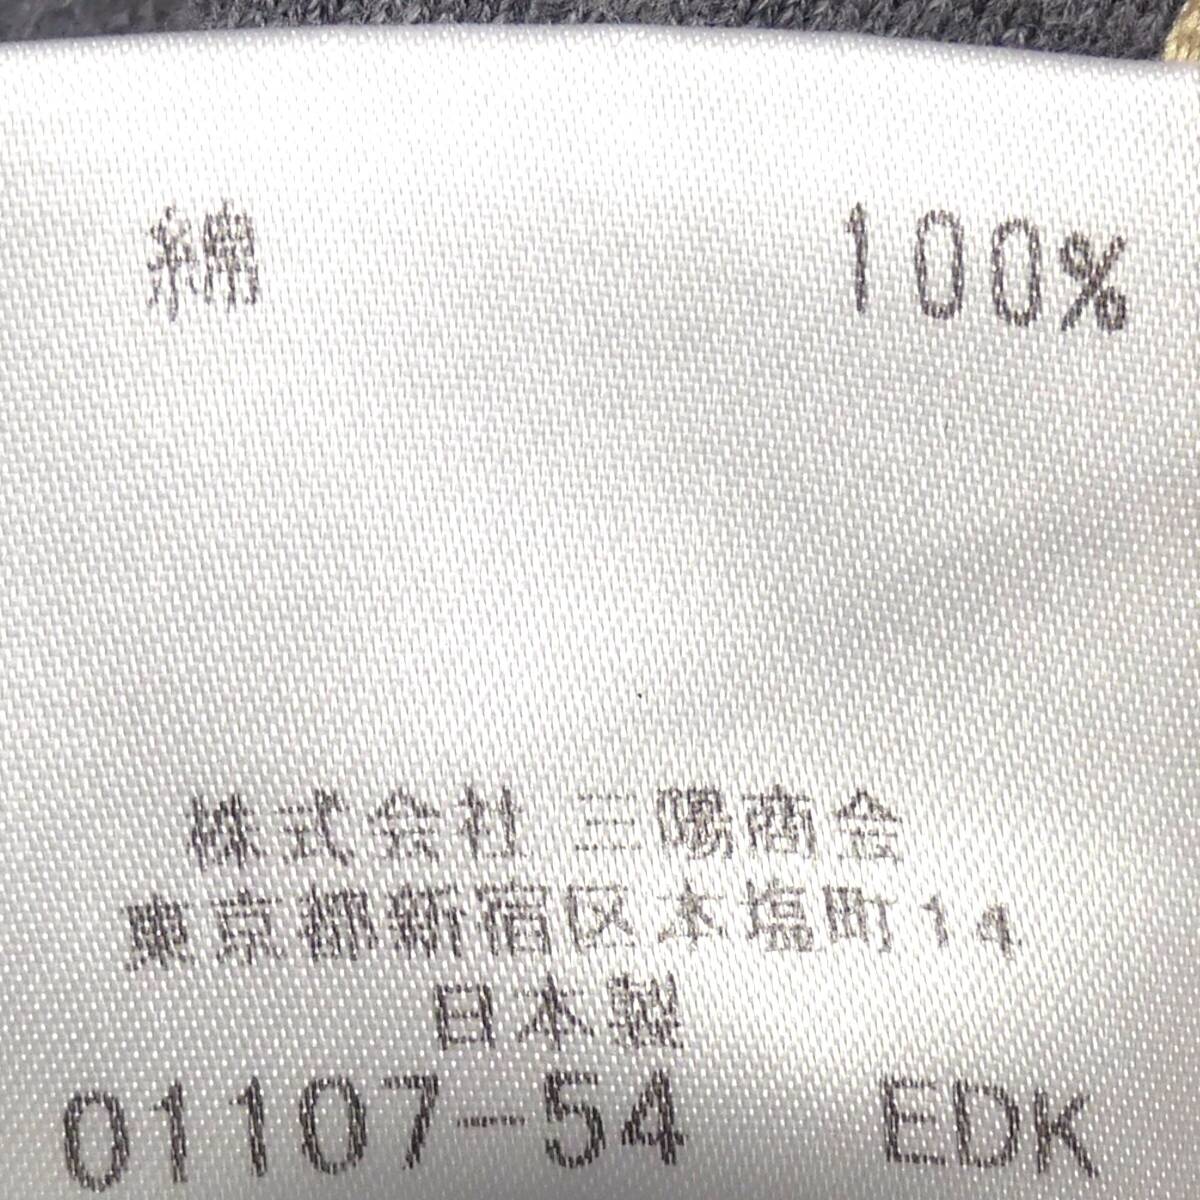 綿 100%
株式会社 三陽商会
東京都新宿区本塩町14
日本製
01107-54 EDK